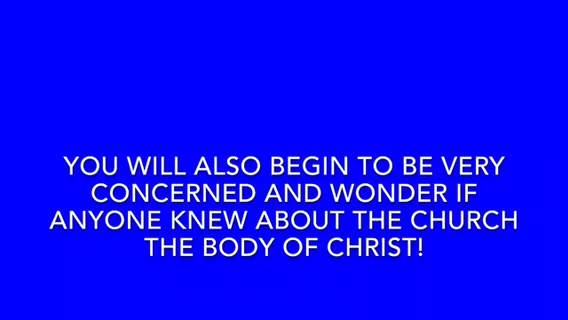 YOU WILL ALSO BEGIN TO BE VERY
CONCERNED AND WONDER IF
ANYONE KNEW ABOUT THE CHURCH
THE BODY OF CHRIST!